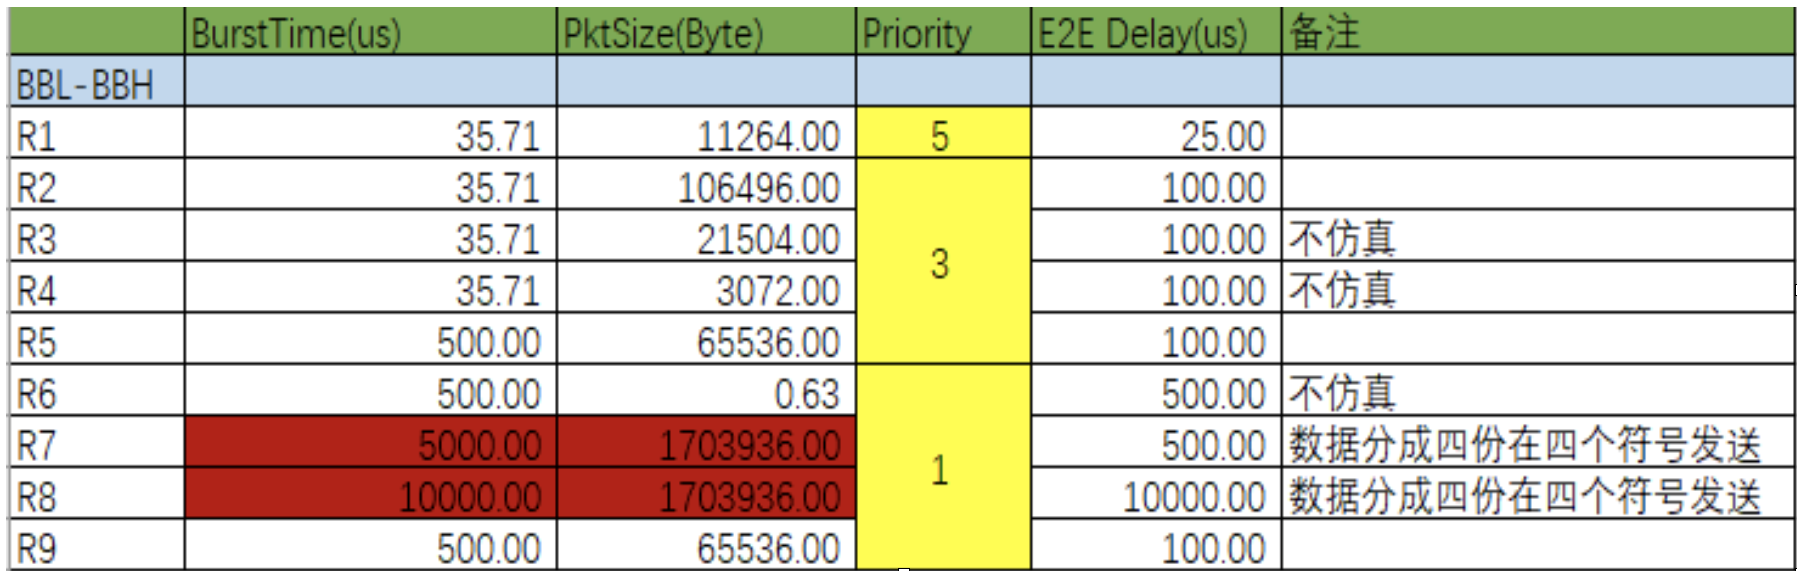 BurstTime(us) PktSize(Byte) Priority E2E Delay(us) 备注
BBL-BBH
R1 35.71 11264.00 5 25.00
R2 35.71 106496.00 100.00
R3 35.71 21504.00 3 100.00 不仿真
R4 35.71 3072.00 100.00 不仿真
R5 500.00 65536.00 100.00
R6 500.00 0.63 500.00 不仿真
R7 5000.00 1703936.00 1 500.00 数据分成四份在四个符号发送
R8 10000.00 1703936.00 10000.00 数据分成四份在四个符号发送
R9 500.00 65536.00 100.00